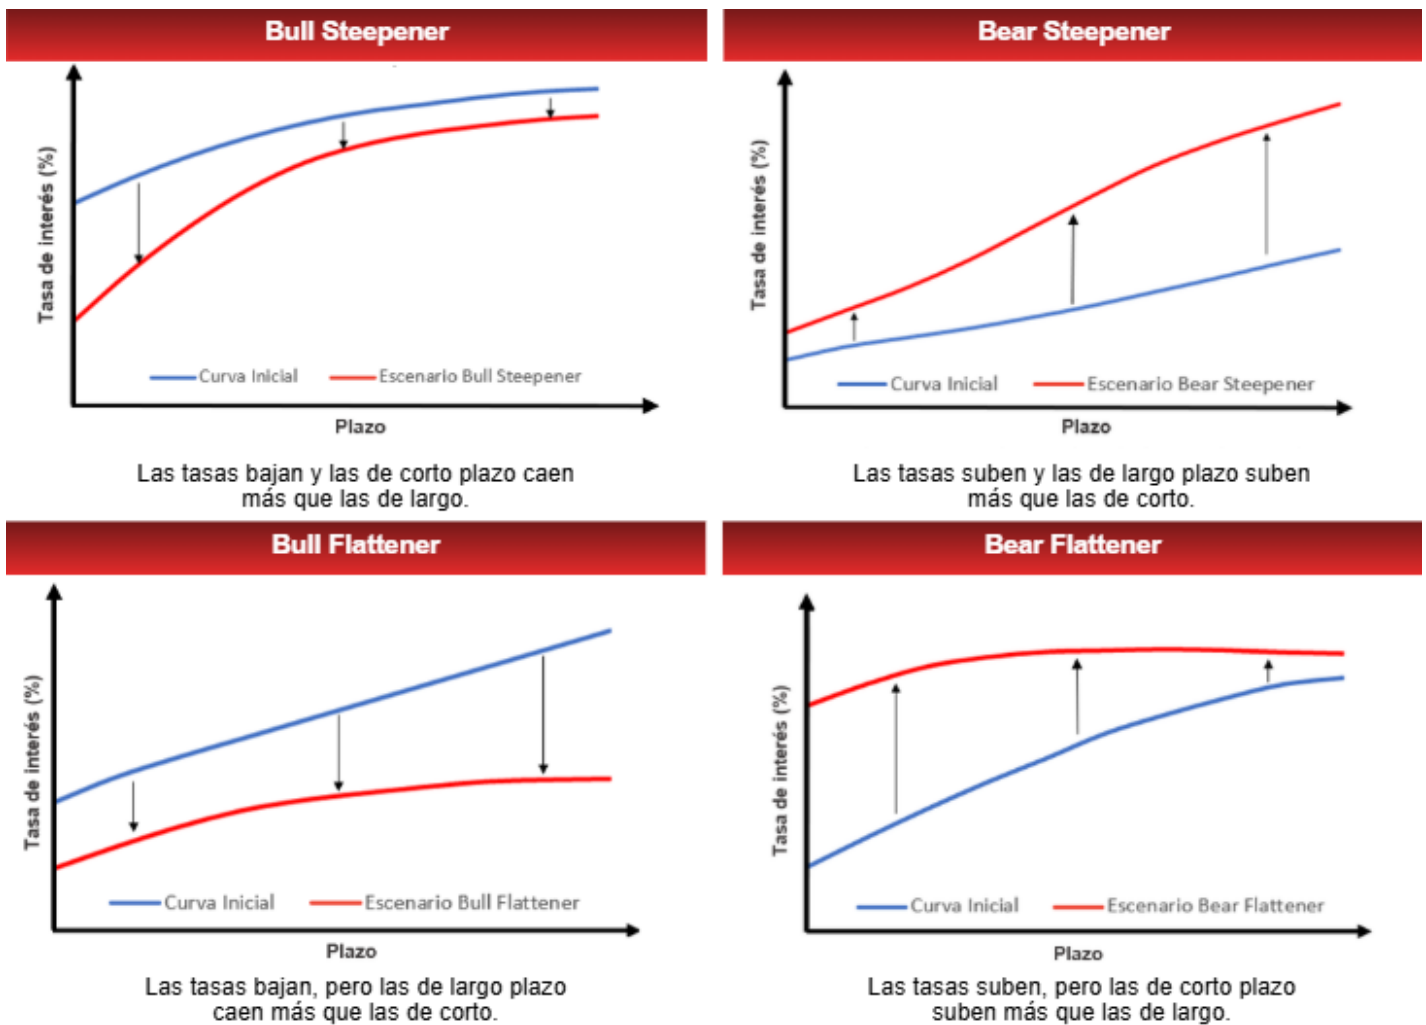 Bull Steepener
Tasa de interés (%)
Curva Inicial
Escenario Bull Steepener
Plazo
Las tasas bajan y las de corto plazo caen
más que las de largo.
Bear Steepener
Tasa de interés (%)
Curva Inicial
Escenario Bear Steepener
Plazo
Las tasas suben y las de largo plazo suben
más que las de corto.
Bull Flattener
Tasa de interés (%)
Curva Inicial
Escenario Bull Flattener
Plazo
Las tasas bajan, pero las de largo plazo
caen más que las de corto.
Bear Flattener
Tasa de interés (%)
Curva Inicial
Escenario Bear Flattener
Plazo
Las tasas suben, pero las de corto plazo
suben más que las de largo.